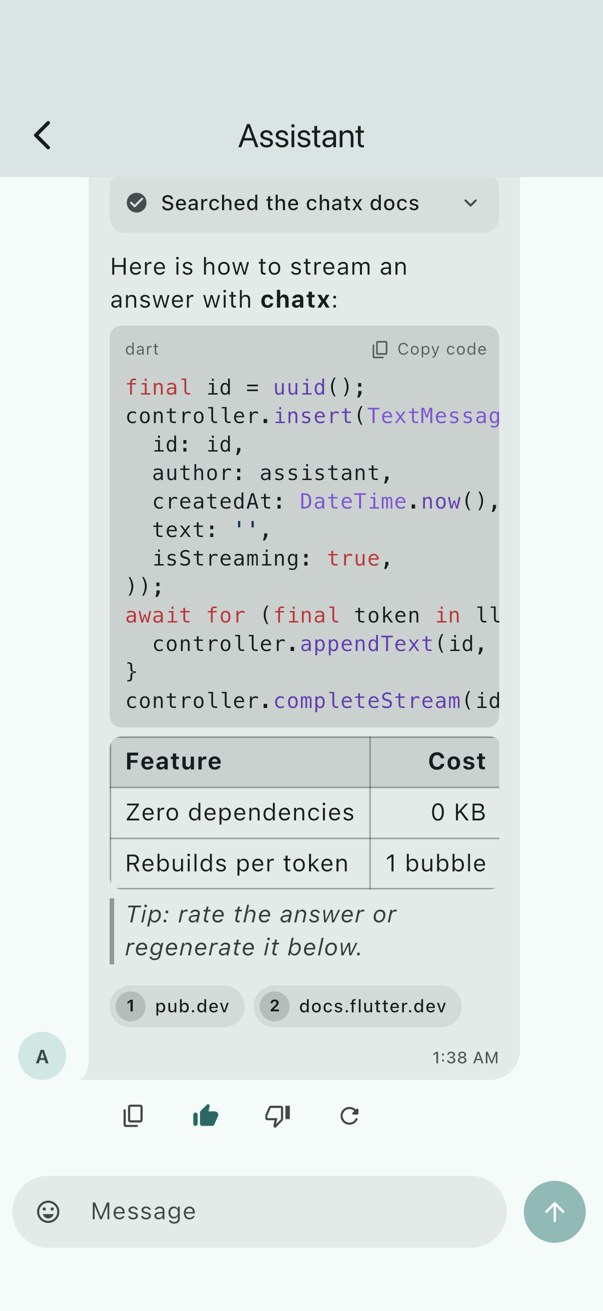 Assistant
Searched the chatx docs
Here is how to stream an
answer with chatx:
dart
Copy code
final id = uuid();
controller.insert(TextMessag
  id: id,
  author: assistant,
  createdAt: DateTime.now(),
  text: '',
  isStreaming: true,
));
await for (final token in ll
  controller.appendText(id,
}
controller.completeStream(id
Feature Cost
Zero dependencies 0 KB
Rebuilds per token 1 bubble
Tip: rate the answer or
regenerate it below.
1 pub.dev 2 docs.flutter.dev
1:38 AM
A
Message